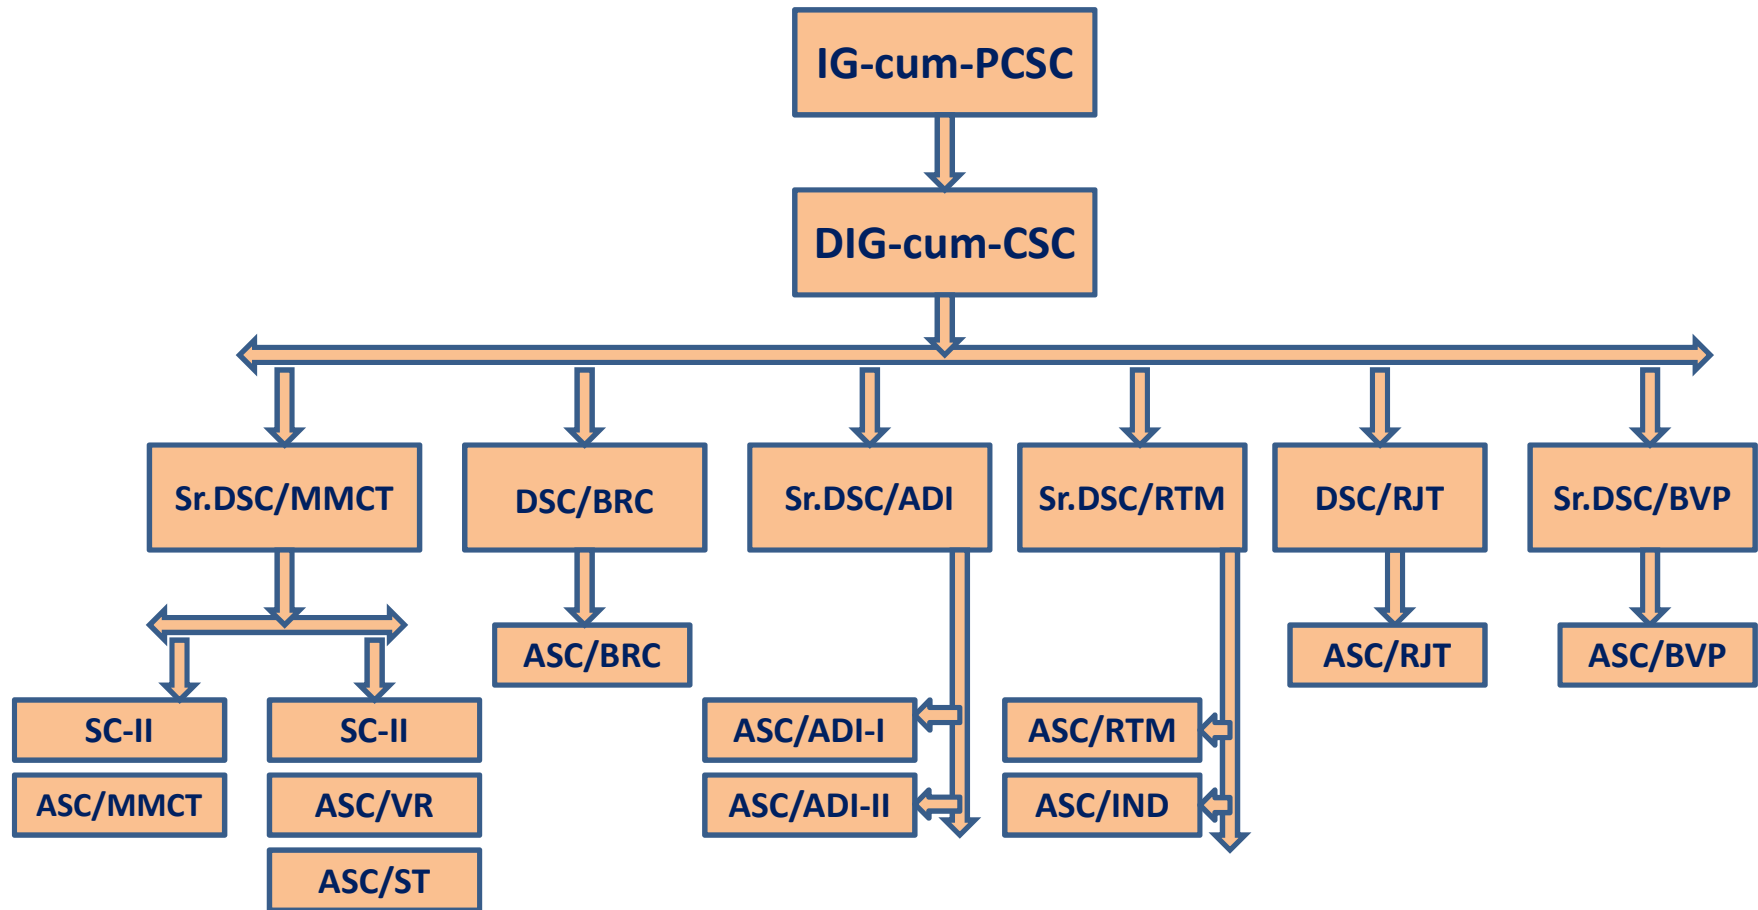 IG-cum-PCSC
DIG-cum-CSC
Sr.DSC/MMCT
DSC/BRC
Sr.DSC/ADI
Sr.DSC/RTM
DSC/RJT
Sr.DSC/BVP
ASC/BRC
ASC/RJT
ASC/BVP
SC-II
SC-II
ASC/ADI-I
ASC/RTM
ASC/MMCT
ASC/VR
ASC/ADI-II
ASC/IND
ASC/ST